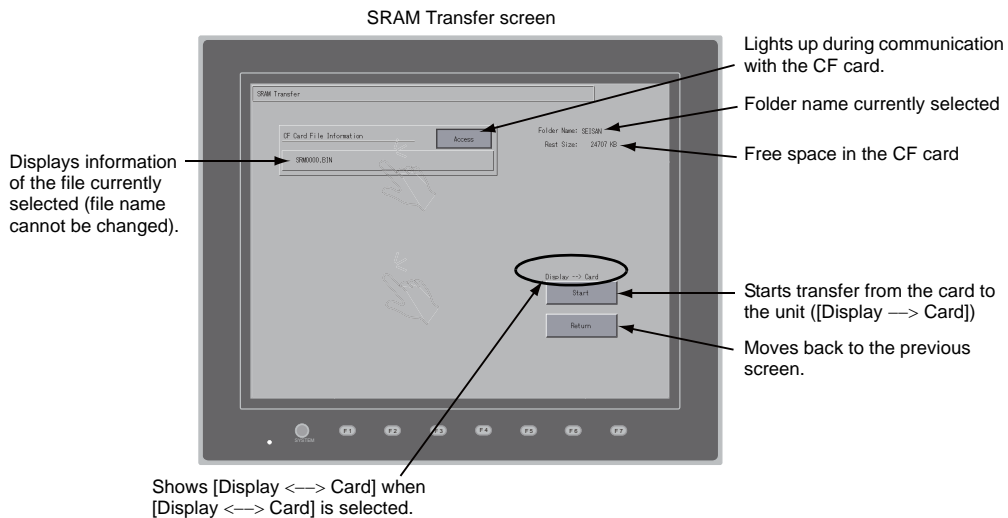 SRAM Transfer screen
Lights up during communication
with the CF card.
Folder name currently selected
Free space in the CF card
Displays information
of the file currently
selected (file name
cannot be changed).
SRAM Transfer
CF Card File Information
Access
SRM0000.BIN
Folder Name: SEISAN
Rest Size: 24707 KB
Display --> Card
Start
Return
Starts transfer from the card to
the unit ([Display −−> Card])
Moves back to the previous
screen.
SYSTEM
F1
F2
F3
F4
F5
F6
F7
Shows [Display <−−> Card] when
[Display <−−> Card] is selected.